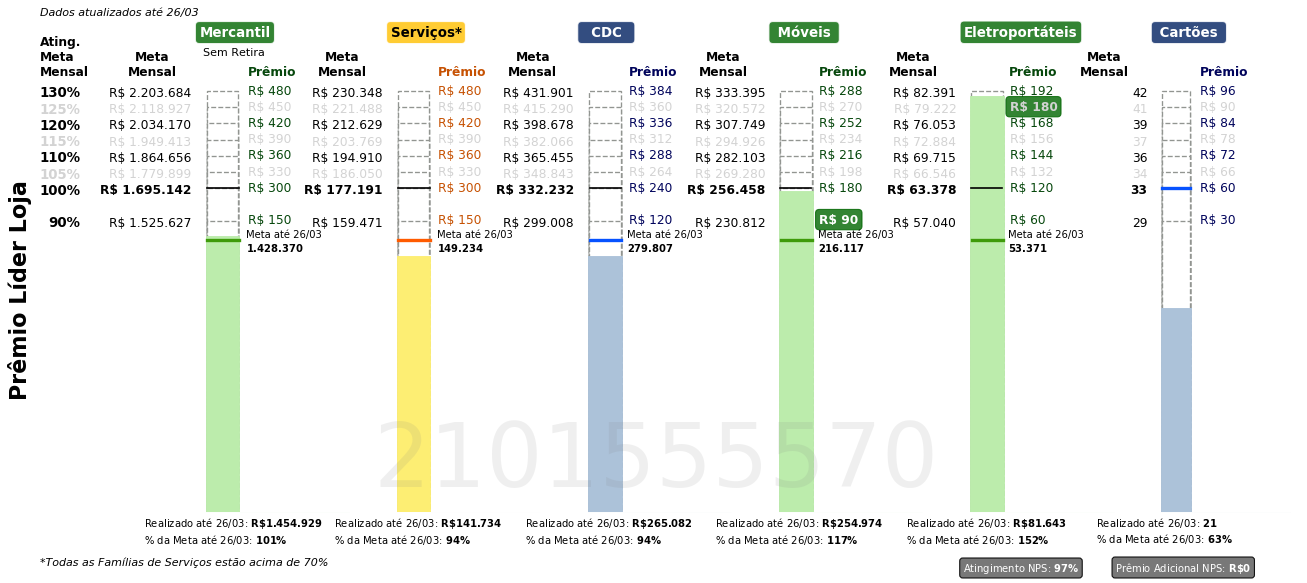 Dados atualizados até 26/03
Mercantil Serviços* CDC Móveis Eletroportáteis Cartões
Sem Retira
Ating. Meta Mensal Meta Mensal Prêmio Meta Mensal Prêmio Meta Mensal Prêmio Meta Mensal Prêmio Meta Mensal Prêmio Meta Mensal Prêmio
130% R$ 2.203.684 R$ 480 R$ 230.348 R$ 480 R$ 431.901 R$ 384 R$ 333.395 R$ 288 R$ 82.391 R$ 192 42 R$ 96
125% R$ 2.118.927 R$ 450 R$ 221.488 R$ 450 R$ 415.290 R$ 360 R$ 320.572 R$ 270 R$ 79.222 R$ 180 41 R$ 90
120% R$ 2.034.170 R$ 420 R$ 212.629 R$ 420 R$ 398.678 R$ 336 R$ 307.749 R$ 252 R$ 76.053 R$ 168 39 R$ 84
115% R$ 1.949.413 R$ 390 R$ 203.769 R$ 390 R$ 382.066 R$ 312 R$ 294.926 R$ 234 R$ 72.884 R$ 156 37 R$ 78
110% R$ 1.864.656 R$ 360 R$ 194.910 R$ 360 R$ 365.455 R$ 288 R$ 282.103 R$ 216 R$ 69.715 R$ 144 36 R$ 72
105% R$ 1.779.899 R$ 330 R$ 186.050 R$ 330 R$ 348.843 R$ 264 R$ 269.280 R$ 198 R$ 66.546 R$ 132 34 R$ 66
100% R$ 1.695.142 R$ 300 R$ 177.191 R$ 300 R$ 332.232 R$ 240 R$ 256.458 R$ 180 R$ 63.378 R$ 120 33 R$ 60
90% R$ 1.525.627 R$ 150 R$ 159.471 R$ 150 R$ 299.008 R$ 120 R$ 230.812 R$ 90 R$ 57.040 R$ 60 29 R$ 30
Meta até 26/03 Meta até 26/03 Meta até 26/03 Meta até 26/03 Meta até 26/03
1.428.370 149.234 279.807 216.117 53.371
Prêmio Líder Loja
2101555570
Realizado até 26/03: R$1.454.929 Realizado até 26/03: R$141.734 Realizado até 26/03: R$265.082 Realizado até 26/03: R$254.974 Realizado até 26/03: R$81.643 Realizado até 26/03: 21
% da Meta até 26/03: 101% % da Meta até 26/03: 94% % da Meta até 26/03: 94% % da Meta até 26/03: 117% % da Meta até 26/03: 152% % da Meta até 26/03: 63%
*Todas as Famílias de Serviços estão acima de 70%
Atingimento NPS: 97% Prêmio Adicional NPS: R$0